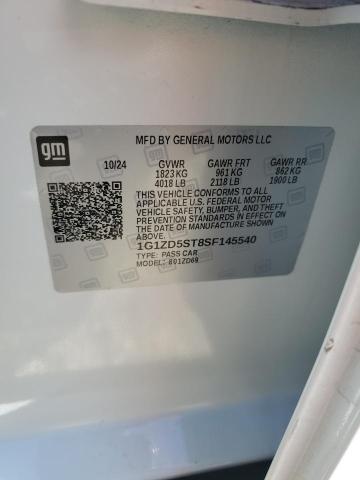 gm
MFD BY GENERAL MOTORS LLC
10/24 GVWR GAWR FRT GAWR RR
1823 KG 961 KG 862 KG
4018 LB 2118 LB 1900 LB
THIS VEHICLE CONFORMS TO ALL
APPLICABLE U.S. FEDERAL MOTOR
VEHICLE SAFETY, BUMPER, AND THEFT
PREVENTION STANDARDS IN EFFECT ON
THE DATE OF MANUFACTURE SHOWN
ABOVE.
1G1ZD5ST8SF145540
TYPE: PASS CAR
MODEL: 801ZD69